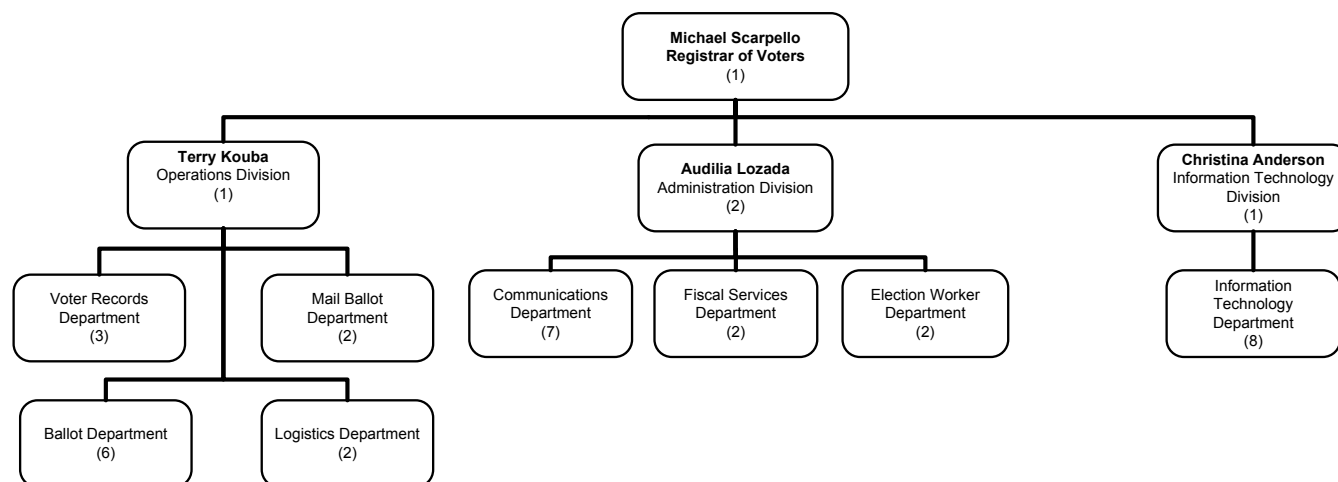 Michael Scarpello
Registrar of Voters
(1)
Terry Kouba
Operations Division
(1)
Audilia Lozada
Administration Division
(2)
Christina Anderson
Information Technology
Division
(1)
Voter Records
Department
(3)
Mail Ballot
Department
(2)
Communications
Department
(7)
Fiscal Services
Department
(2)
Election Worker
Department
(2)
Information
Technology
Department
(8)
Ballot Department
(6)
Logistics Department
(2)